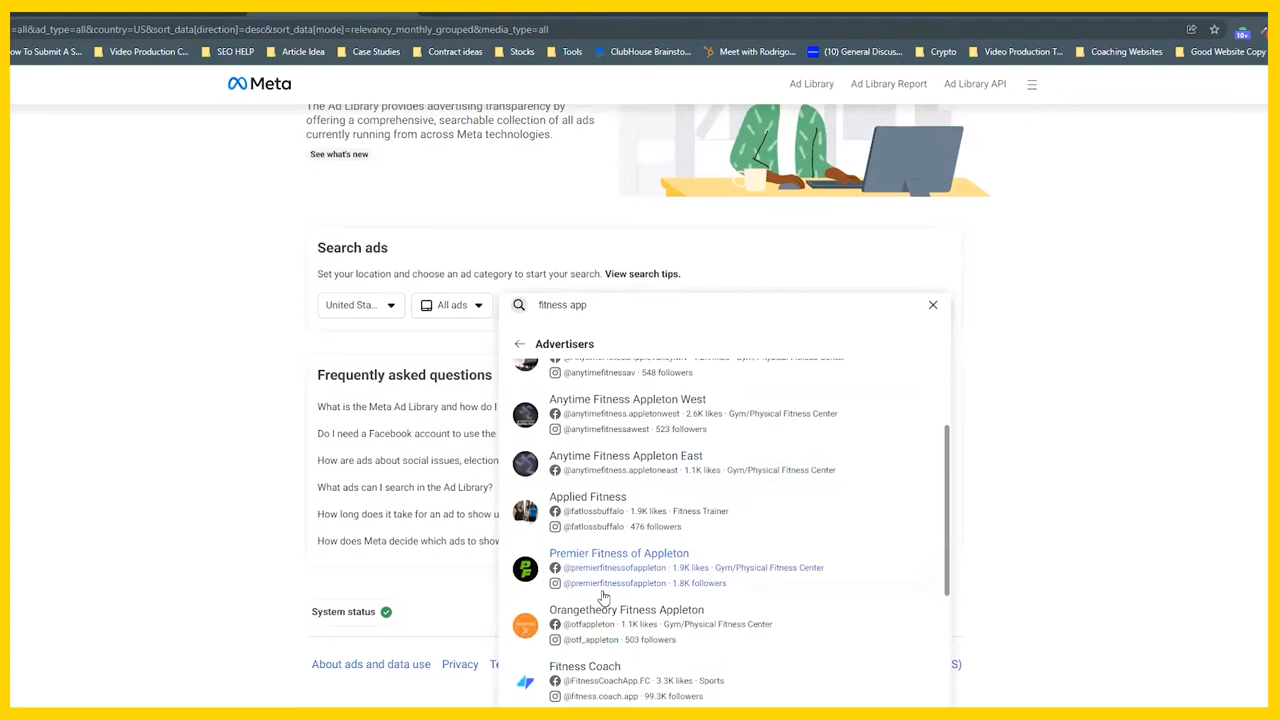 =all&ad_type=all&country=US&sort_data[direction]=desc&sort_data[mode]=relevancy_monthly_grouped&media_type=all
10+
ow To Submit A S... Video Production C... SEO HELP Article Idea Case Studies Contract ideas Stocks Tools ClubHouse Brainsto... Meet with Rodrigo... (10) General Discus... Crypto Video Production T... Coaching Websites Good Website Copy
Meta Ad Library Ad Library Report Ad Library API
The Ad Library provides advertising transparency by
offering a comprehensive, searchable collection of all ads
currently running from across Meta technologies.
See what's new
Search ads
Set your location and choose an ad category to start your search. View search tips.
United Sta... All ads fitness app
Advertisers
@anytimefitnessav · 548 followers
Anytime Fitness Appleton West
@anytimefitness.appletonwest · 2.6K likes · Gym/Physical Fitness Center
@anytimefitnessawest · 523 followers
Anytime Fitness Appleton East
@anytimefitness.appletoneast · 1.1K likes · Gym/Physical Fitness Center
Applied Fitness
@fatlossbuffalo · 1.9K likes · Fitness Trainer
@fatlossbuffalo · 476 followers
Premier Fitness of Appleton
@premierfitnessofappleton · 1.9K likes · Gym/Physical Fitness Center
@premierfitnessofappleton · 1.8K followers
Orangetheory Fitness Appleton
@otfappleton · 1.1K likes · Gym/Physical Fitness Center
@otf_appleton · 503 followers
Fitness Coach
@FitnessCoachApp.FC · 3.3K likes · Sports
@fitness.coach.app · 99.3K followers
Frequently asked questions
What is the Meta Ad Library and how do I
Do I need a Facebook account to use the
How are ads about social issues, election
What ads can I search in the Ad Library?
How long does it take for an ad to show u
How does Meta decide which ads to show
System status
About ads and data use Privacy Te S)